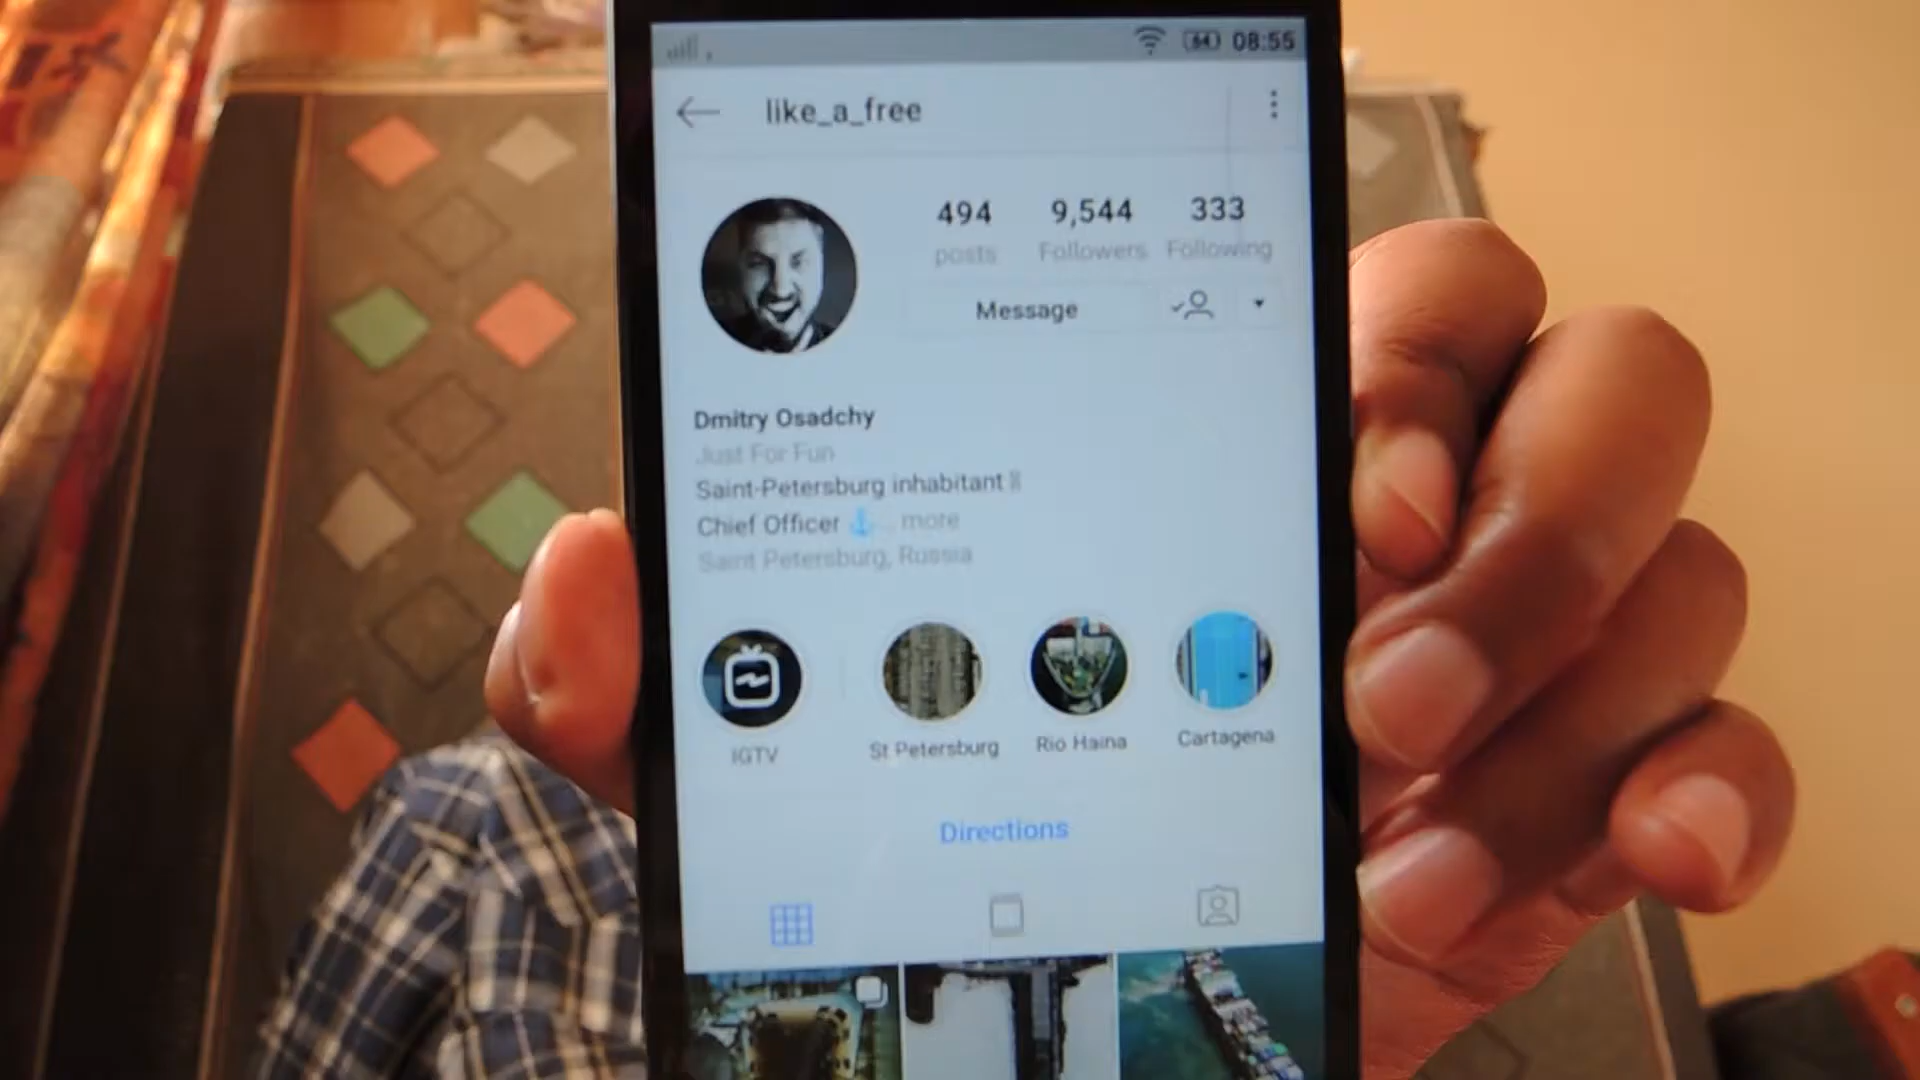 64 08:55
like_a_free
494 9,544 333
posts Followers Following
Message
Dmitry Osadchy
Just For Fun
Saint-Petersburg inhabitant
Chief Officer ⚓ ... more
Saint Petersburg, Russia
IGTV St Petersburg Rio Haina Cartagena
Directions